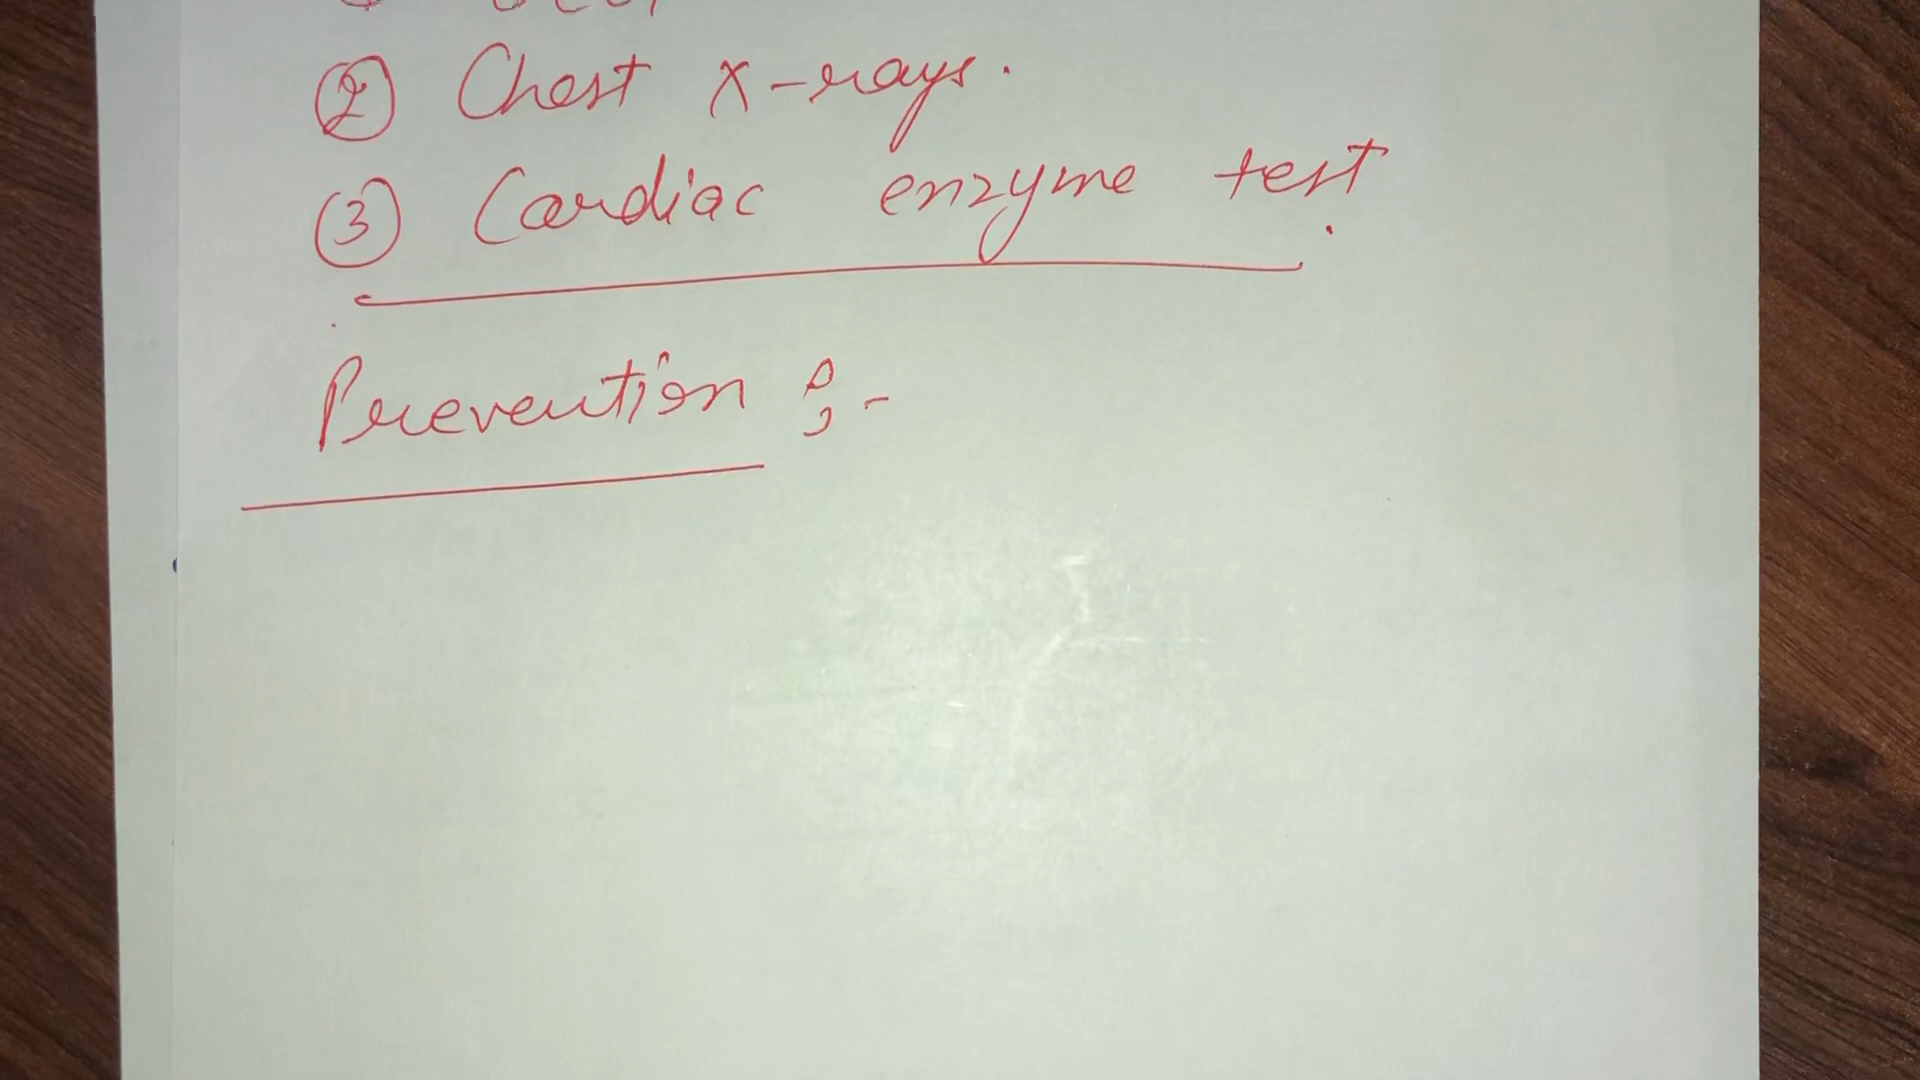 ② Chest X-rays.
③ Cardiac enzyme test.
Prevention :-